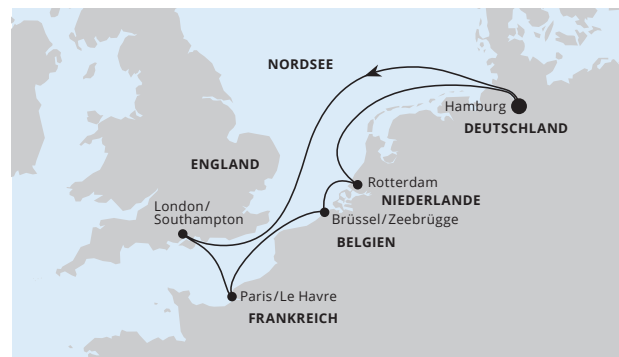 NORDSEE
Hamburg
DEUTSCHLAND
ENGLAND
Rotterdam
NIEDERLANDE
London/
Southampton
Brüssel/Zeebrügge
BELGIEN
Paris/Le Havre
FRANKREICH